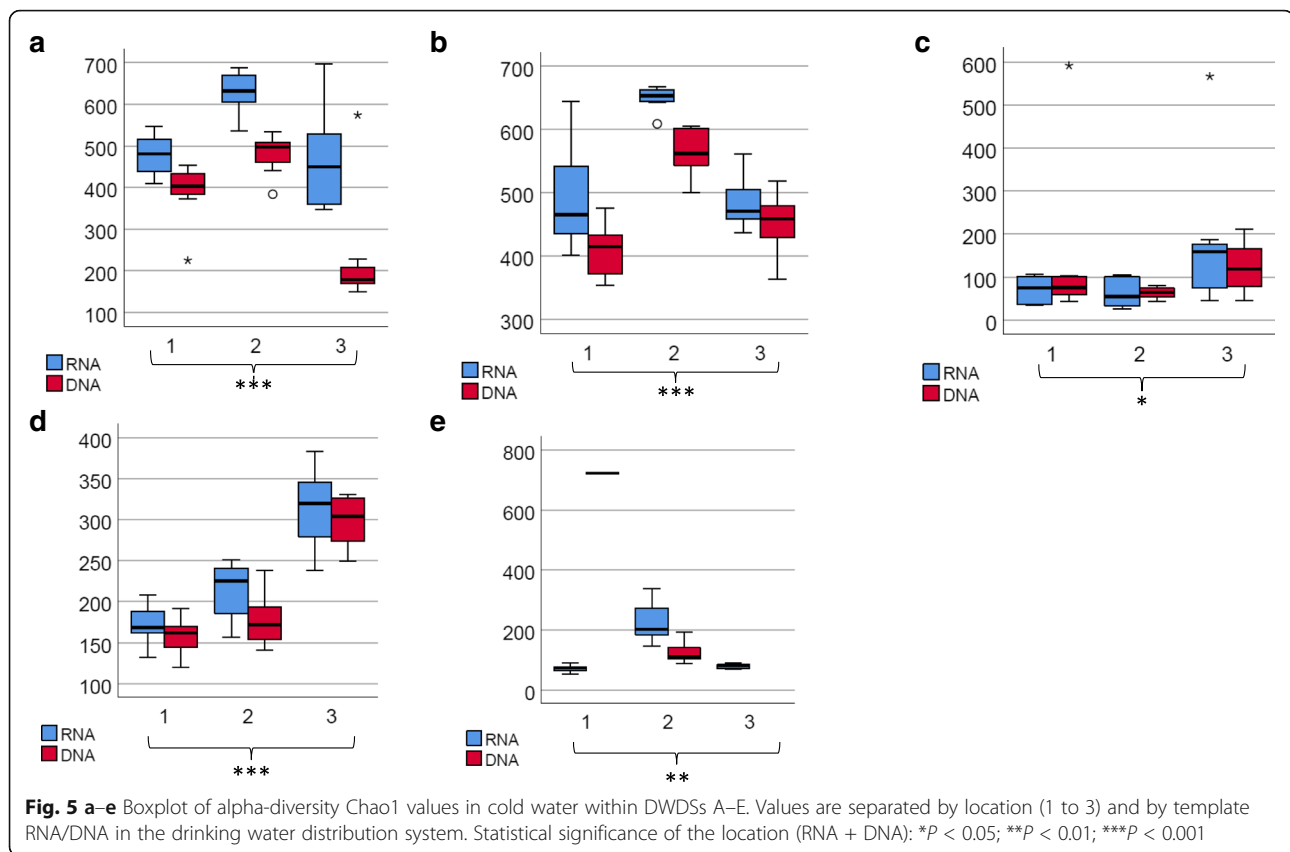 a
700
600
500
400
300
200
100
*
*
1 2 3
RNA
DNA
***
b
700
600
500
400
300
1 2 3
RNA
DNA
***
c
600
500
400
300
200
100
0
*
*
1 2 3
RNA
DNA
*
d
400
350
300
250
200
150
100
1 2 3
RNA
DNA
***
e
800
600
400
200
0
1 2 3
RNA
DNA
**
Fig. 5 a–e Boxplot of alpha-diversity Chao1 values in cold water within DWDSs A–E. Values are separated by location (1 to 3) and by template
RNA/DNA in the drinking water distribution system. Statistical significance of the location (RNA + DNA): *P < 0.05; **P < 0.01; ***P < 0.001